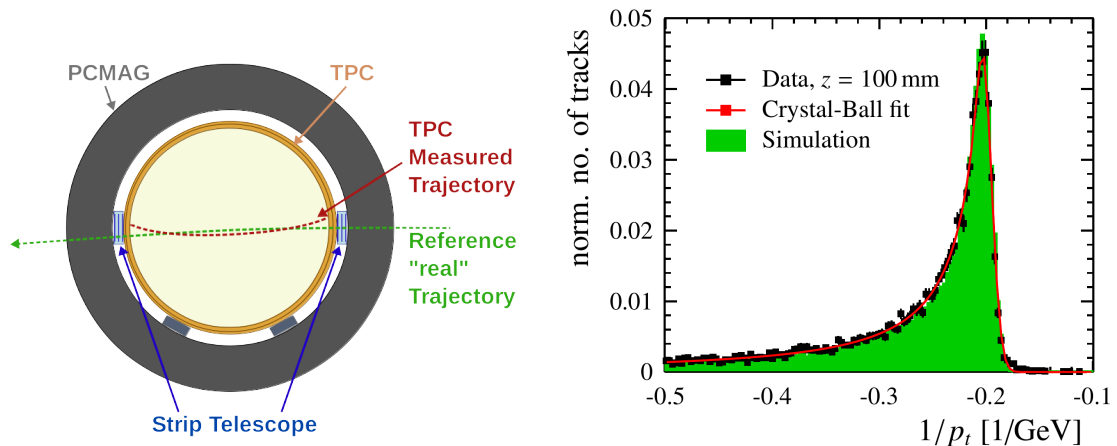 PCMAG
TPC
TPC
Measured
Trajectory
Reference
"real"
Trajectory
Strip Telescope
norm. no. of tracks
0.05
0.04
0.03
0.02
0.01
0
Data, z = 100 mm
Crystal-Ball fit
Simulation
-0.5
-0.4
-0.3
-0.2
-0.1
1/pt [1/GeV]